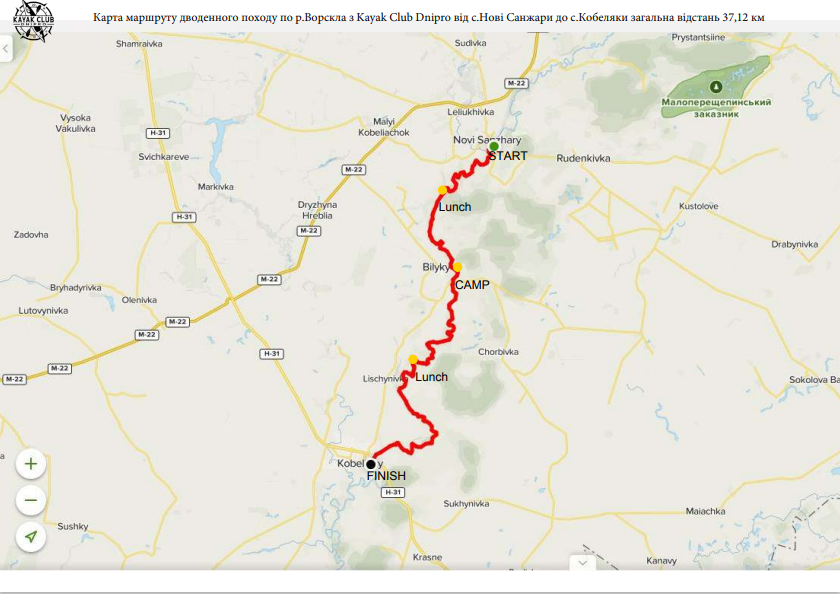 KAYAK CLUB
DNIPRO
Карта маршруту дводенного походу по р.Ворскла з Kayak Club Dnipro від с.Нові Санжари до с.Кобеляки загальна відстань 37,12 км
Shamraivka
Sudivka
Prystantsiine
M-22
Малоперещепинський
заказник
Vysoka
Vakulivka
Leliukhivka
Malyi
Kobeliachok
H-31
Novi Sanzhary
START
Svichkareve
Rudenkivka
M-22
Markivka
Lunch
Dryzhyna
Hreblia
Kustolove
H-31
M-22
Zadovha
Drabynivka
Bilyky
M-22
CAMP
Bryhadyrivka
Olenivka
Lutovynivka
M-22
M-22
H-31
Chorbivka
M-22
M-22
Lischynivka
Lunch
Sokolova Ba
a
Kobel y
FINISH
H-31
Sukhynivka
Maiachka
Sushky
Krasne
Kanavy